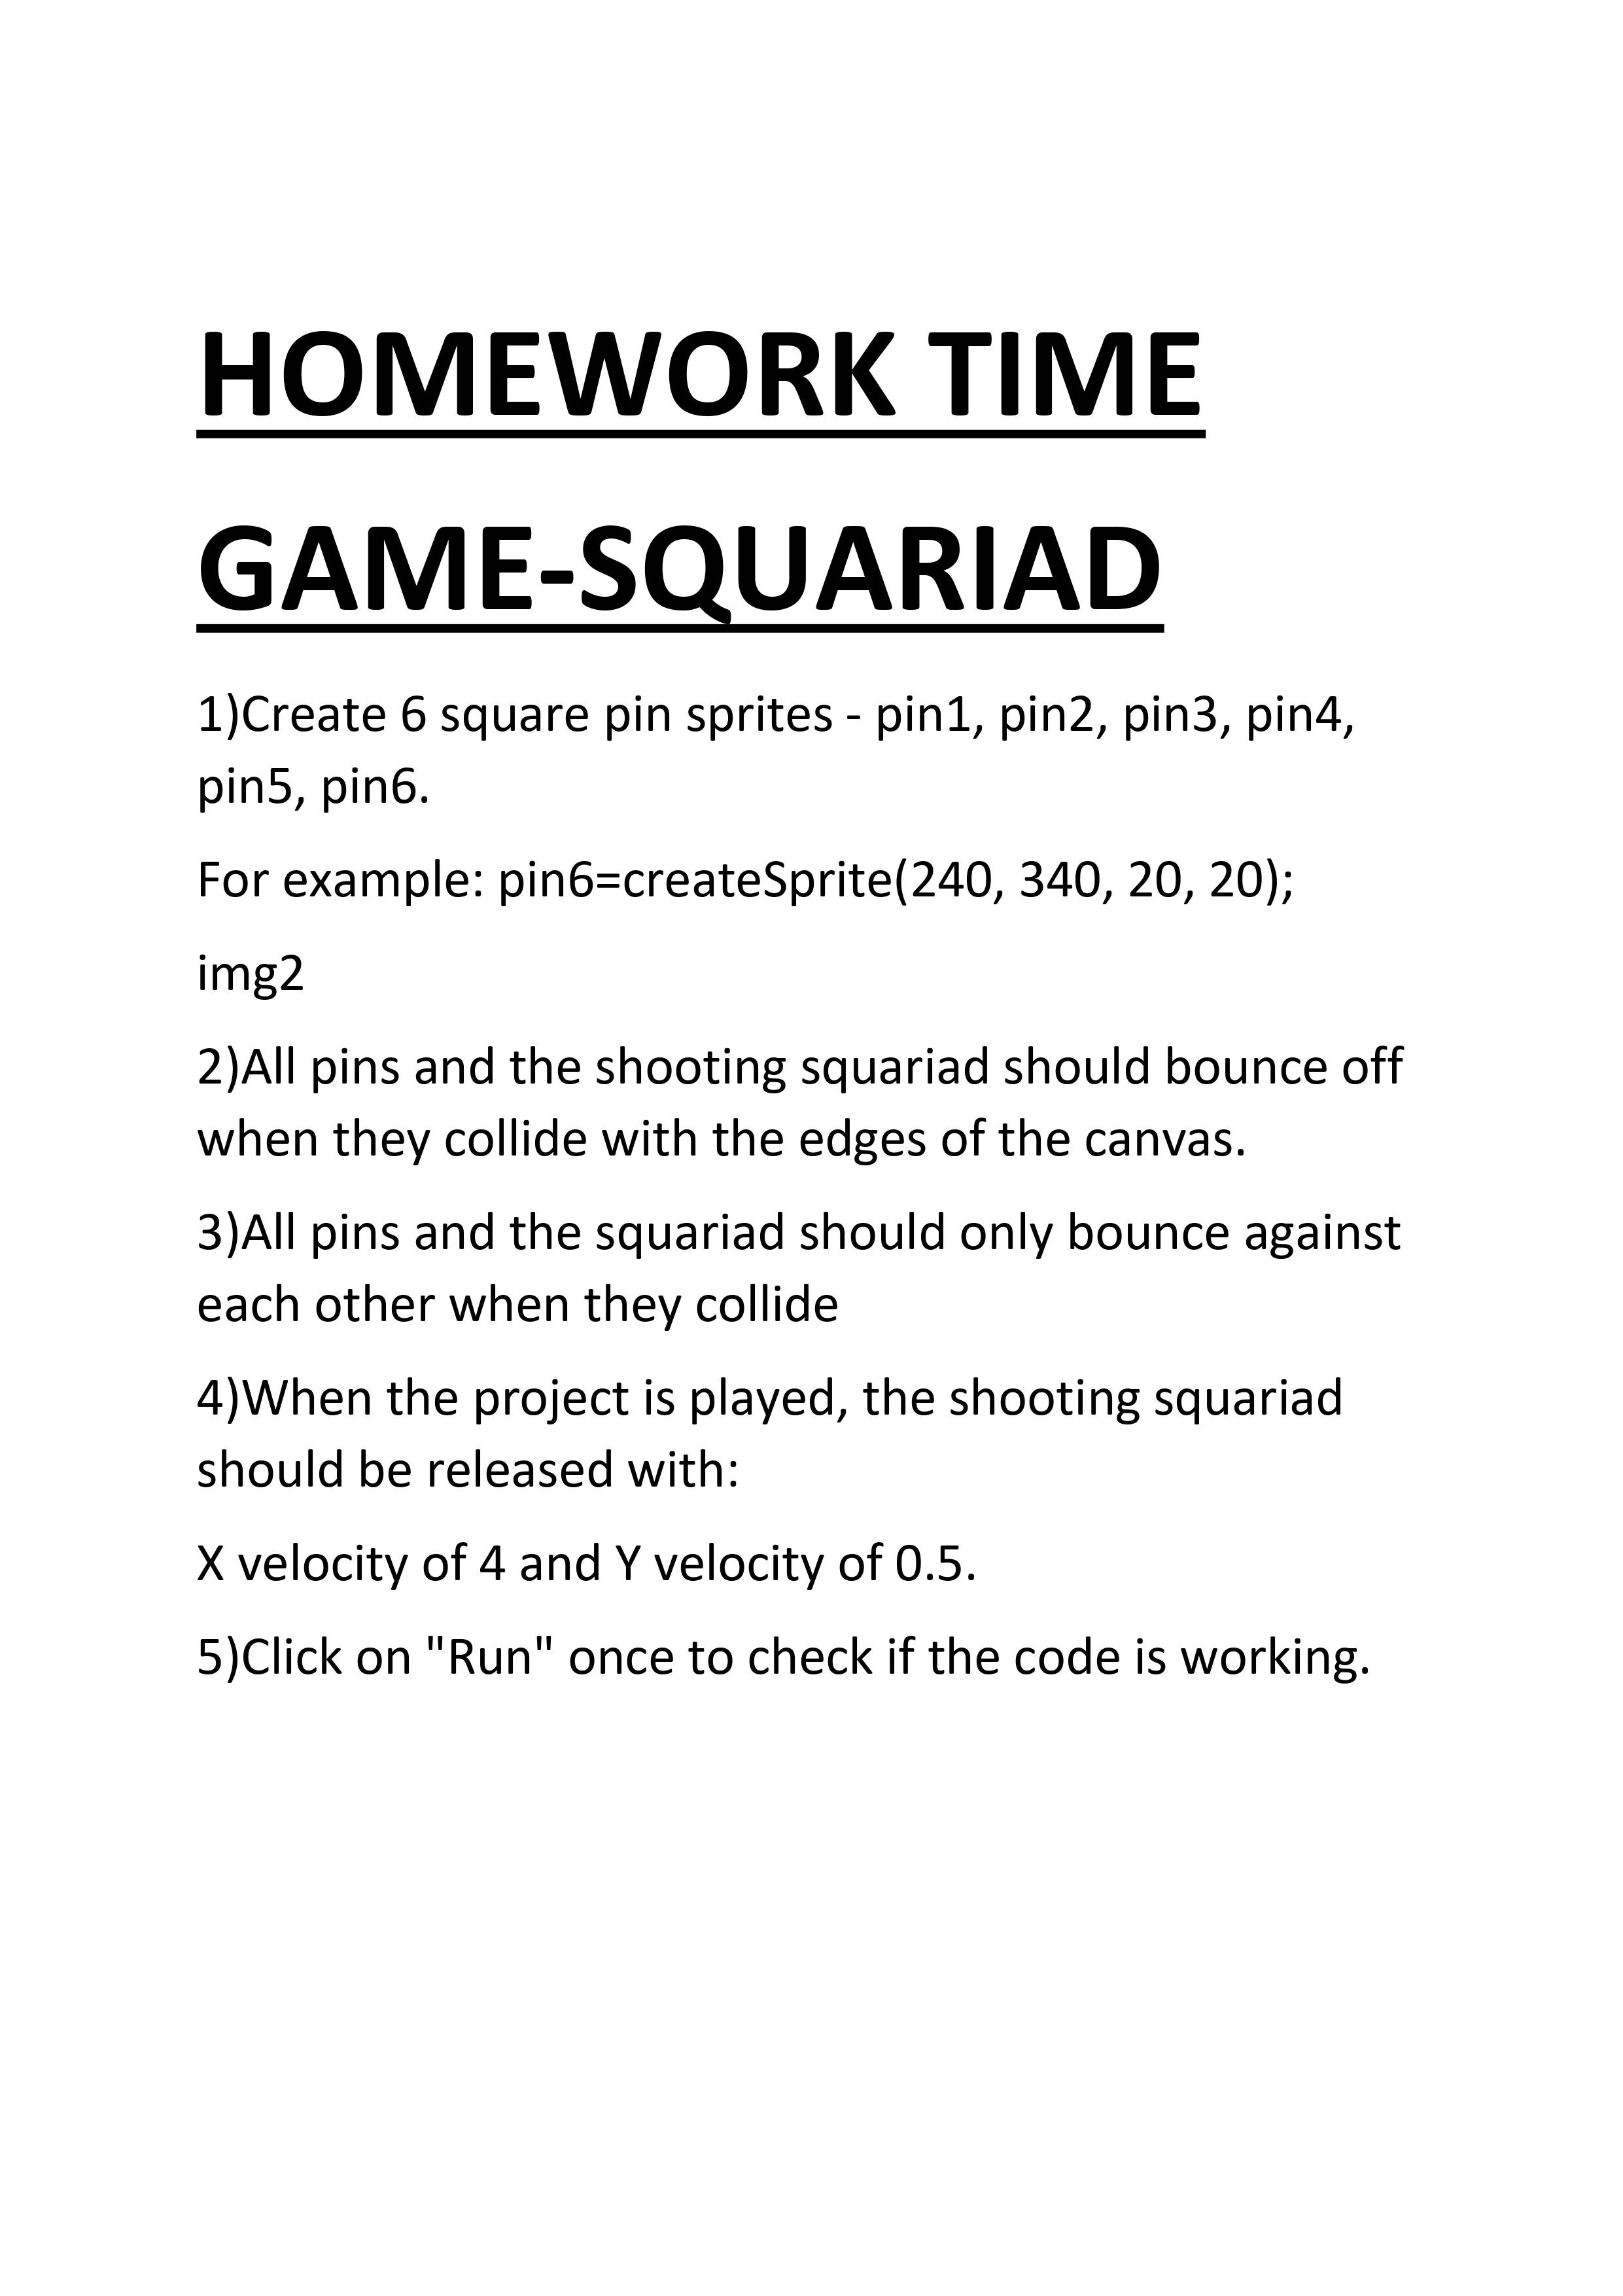 HOMEWORK TIME
GAME-SQUARIAD
1)Create 6 square pin sprites - pin1, pin2, pin3, pin4,
pin5, pin6.
For example: pin6=createSprite(240, 340, 20, 20);
img2
2)All pins and the shooting squariad should bounce off
when they collide with the edges of the canvas.
3)All pins and the squariad should only bounce against
each other when they collide
4)When the project is played, the shooting squariad
should be released with:
X velocity of 4 and Y velocity of 0.5.
5)Click on "Run" once to check if the code is working.